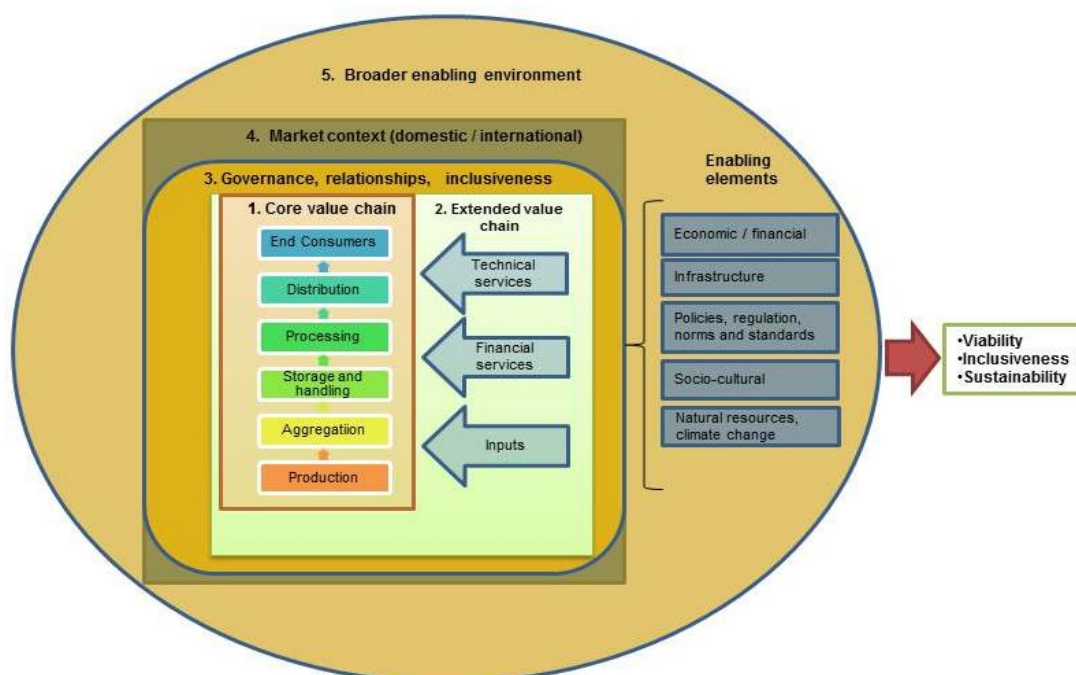 5. Broader enabling environment
4. Market context (domestic / international)
3. Governance, relationships, inclusiveness
1. Core value chain
End Consumers
Distribution
Processing
Storage and
handling
Aggregatiion
Production
2. Extended value
chain
Technical
services
Financial
services
Inputs
Enabling
elements
Economic / financial
Infrastructure
Policies, regulation,
norms and standards
Socio-cultural
Natural resources,
climate change
•Viability
•Inclusiveness
•Sustainability